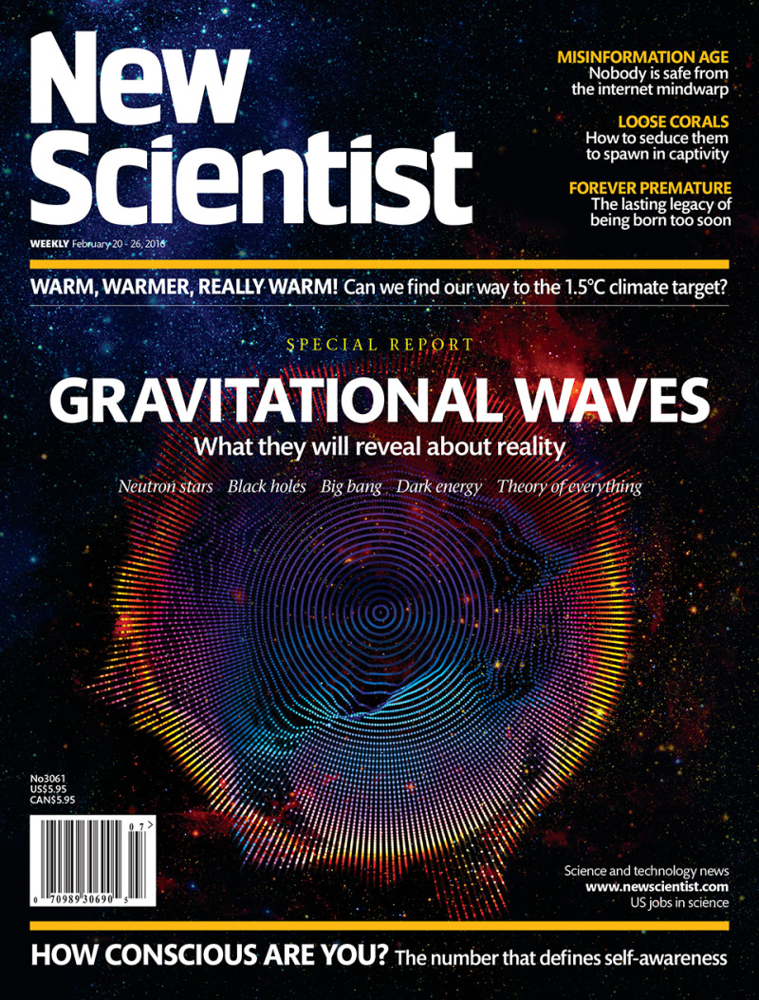 New
Scientist
WEEKLY February 20 - 26, 2016
MISINFORMATION AGE
Nobody is safe from
the internet mindwarp
LOOSE CORALS
How to seduce them
to spawn in captivity
FOREVER PREMATURE
The lasting legacy of
being born too soon
WARM, WARMER, REALLY WARM! Can we find our way to the 1.5°C climate target?
SPECIAL REPORT
GRAVITATIONAL WAVES
What they will reveal about reality
Neutron stars Black holes Big bang Dark energy Theory of everything
No3061
US$5.95
CAN$5.95
0 7 >
0 70989 30690 5
Science and technology news
www.newscientist.com
US jobs in science
HOW CONSCIOUS ARE YOU? The number that defines self-awareness